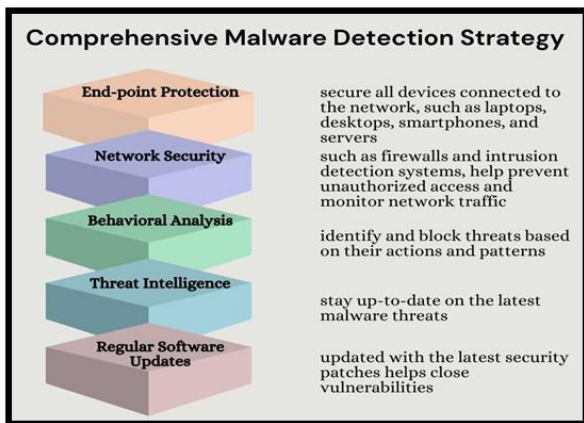 Comprehensive Malware Detection Strategy
End-point Protection
secure all devices connected to
the network, such as laptops,
desktops, smartphones, and
servers
Network Security
such as firewalls and intrusion
detection systems, help prevent
unauthorized access and
monitor network traffic
Behavioral Analysis
identify and block threats based
on their actions and patterns
Threat Intelligence
stay up-to-date on the latest
malware threats
Regular Software
Updates
updated with the latest security
patches helps close
vulnerabilities